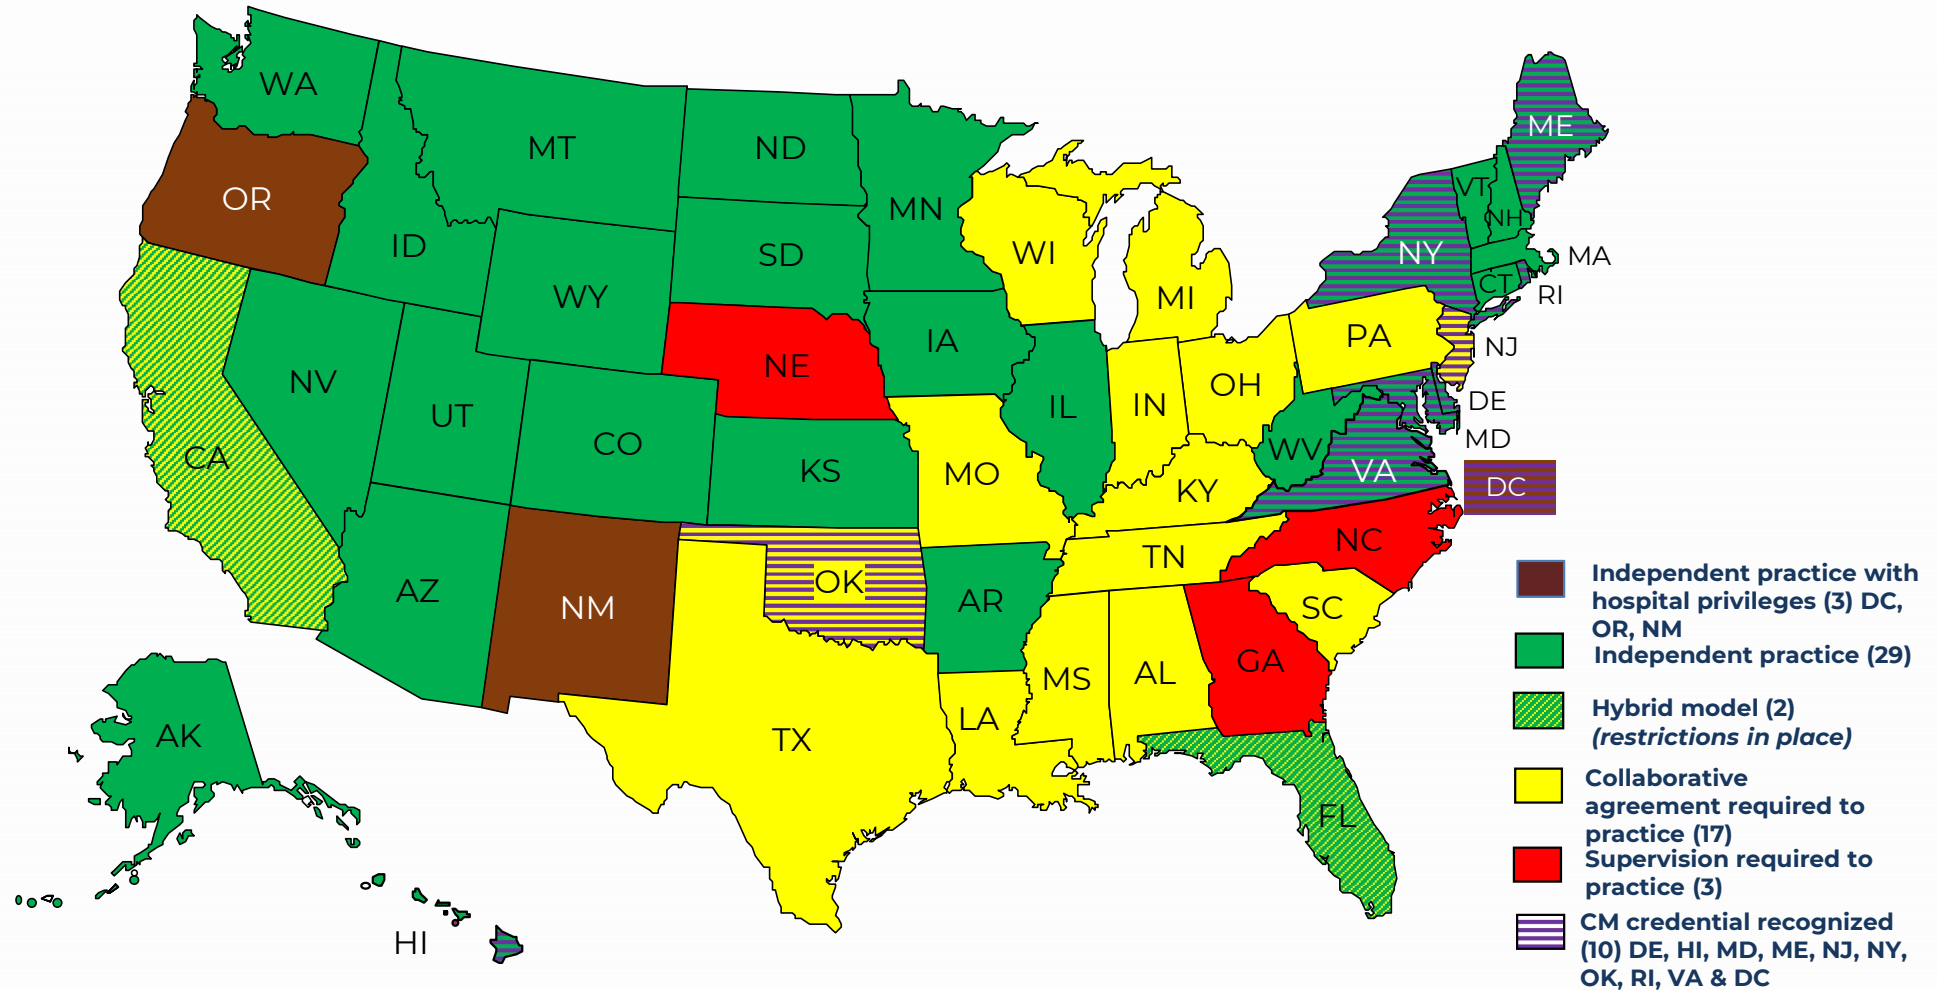 WA
MT
ND
MN
ME
VT
NH
OR
ID
SD
WI
NY
MA
WY
MI
CT
RI
NE
IA
PA
NJ
NV
UT
CO
IL
IN
OH
DE
MD
CA
KS
MO
WV
VA
KY
DC
AZ
NM
OK
AR
TN
NC
SC
TX
LA
MS
AL
GA
FL
AK
HI
Independent practice with
hospital privileges (3) DC,
OR, NM
Independent practice (29)
Hybrid model (2)
(restrictions in place)
Collaborative
agreement required to
practice (17)
Supervision required to
practice (3)
CM credential recognized
(10) DE, HI, MD, ME, NJ, NY,
OK, RI, VA & DC